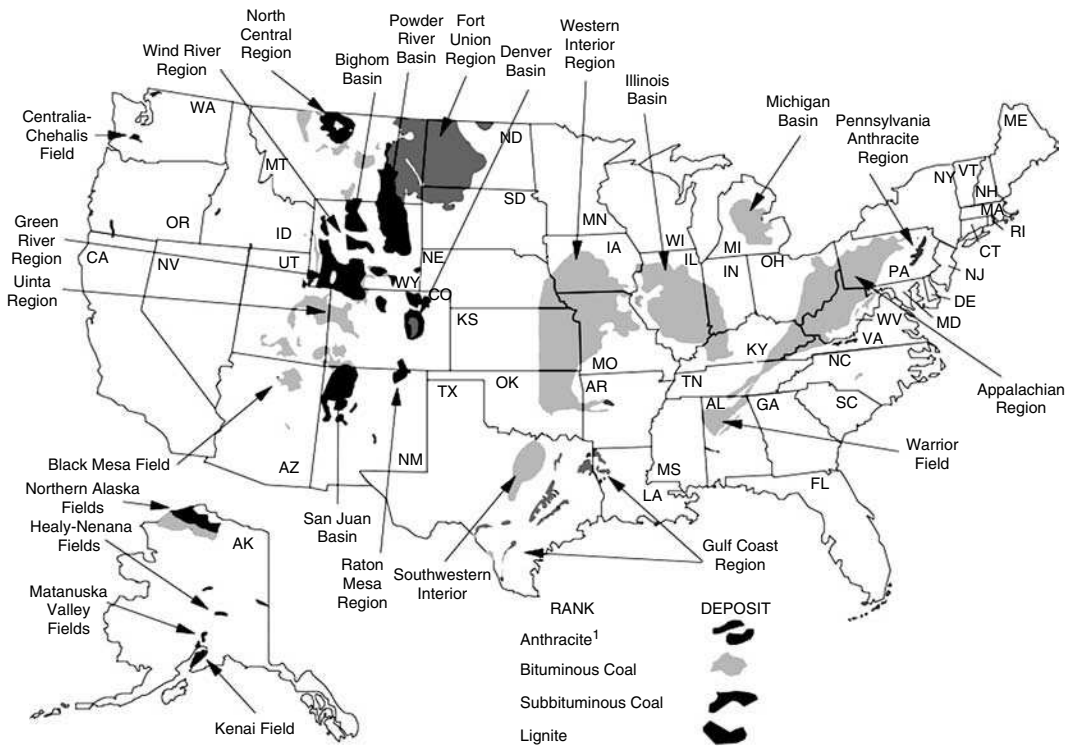 North
Central
Region
Powder
River
Basin
Fort
Union
Region
Denver
Basin
Western
Interior
Region
Wind River
Region
Bighom
Basin
Illinois
Basin
Michigan
Basin
Pennsylvania
Anthracite
Region
Centralia-
Chehalis
Field
WA
MT
ND
SD
MN
WI
MI
NY
VT
NH
ME
MA
RI
CT
NJ
Green
River
Region
OR
ID
CA
NV
UT
WY
NE
CO
IA
IL
IN
OH
PA
DE
MD
WV
VA
Uinta
Region
KS
MO
KY
NC
TN
Appalachian
Region
AZ
NM
TX
OK
AR
MS
LA
AL
GA
SC
FL
Warrior
Field
Black Mesa Field
Northern Alaska
Fields
Healy-Nenana
Fields
AK
Matanuska
Valley
Fields
Kenai Field
San Juan
Basin
Raton
Mesa
Region
Southwestern
Interior
Gulf Coast
Region
RANK DEPOSIT
Anthracite¹
Bituminous Coal
Subbituminous Coal
Lignite